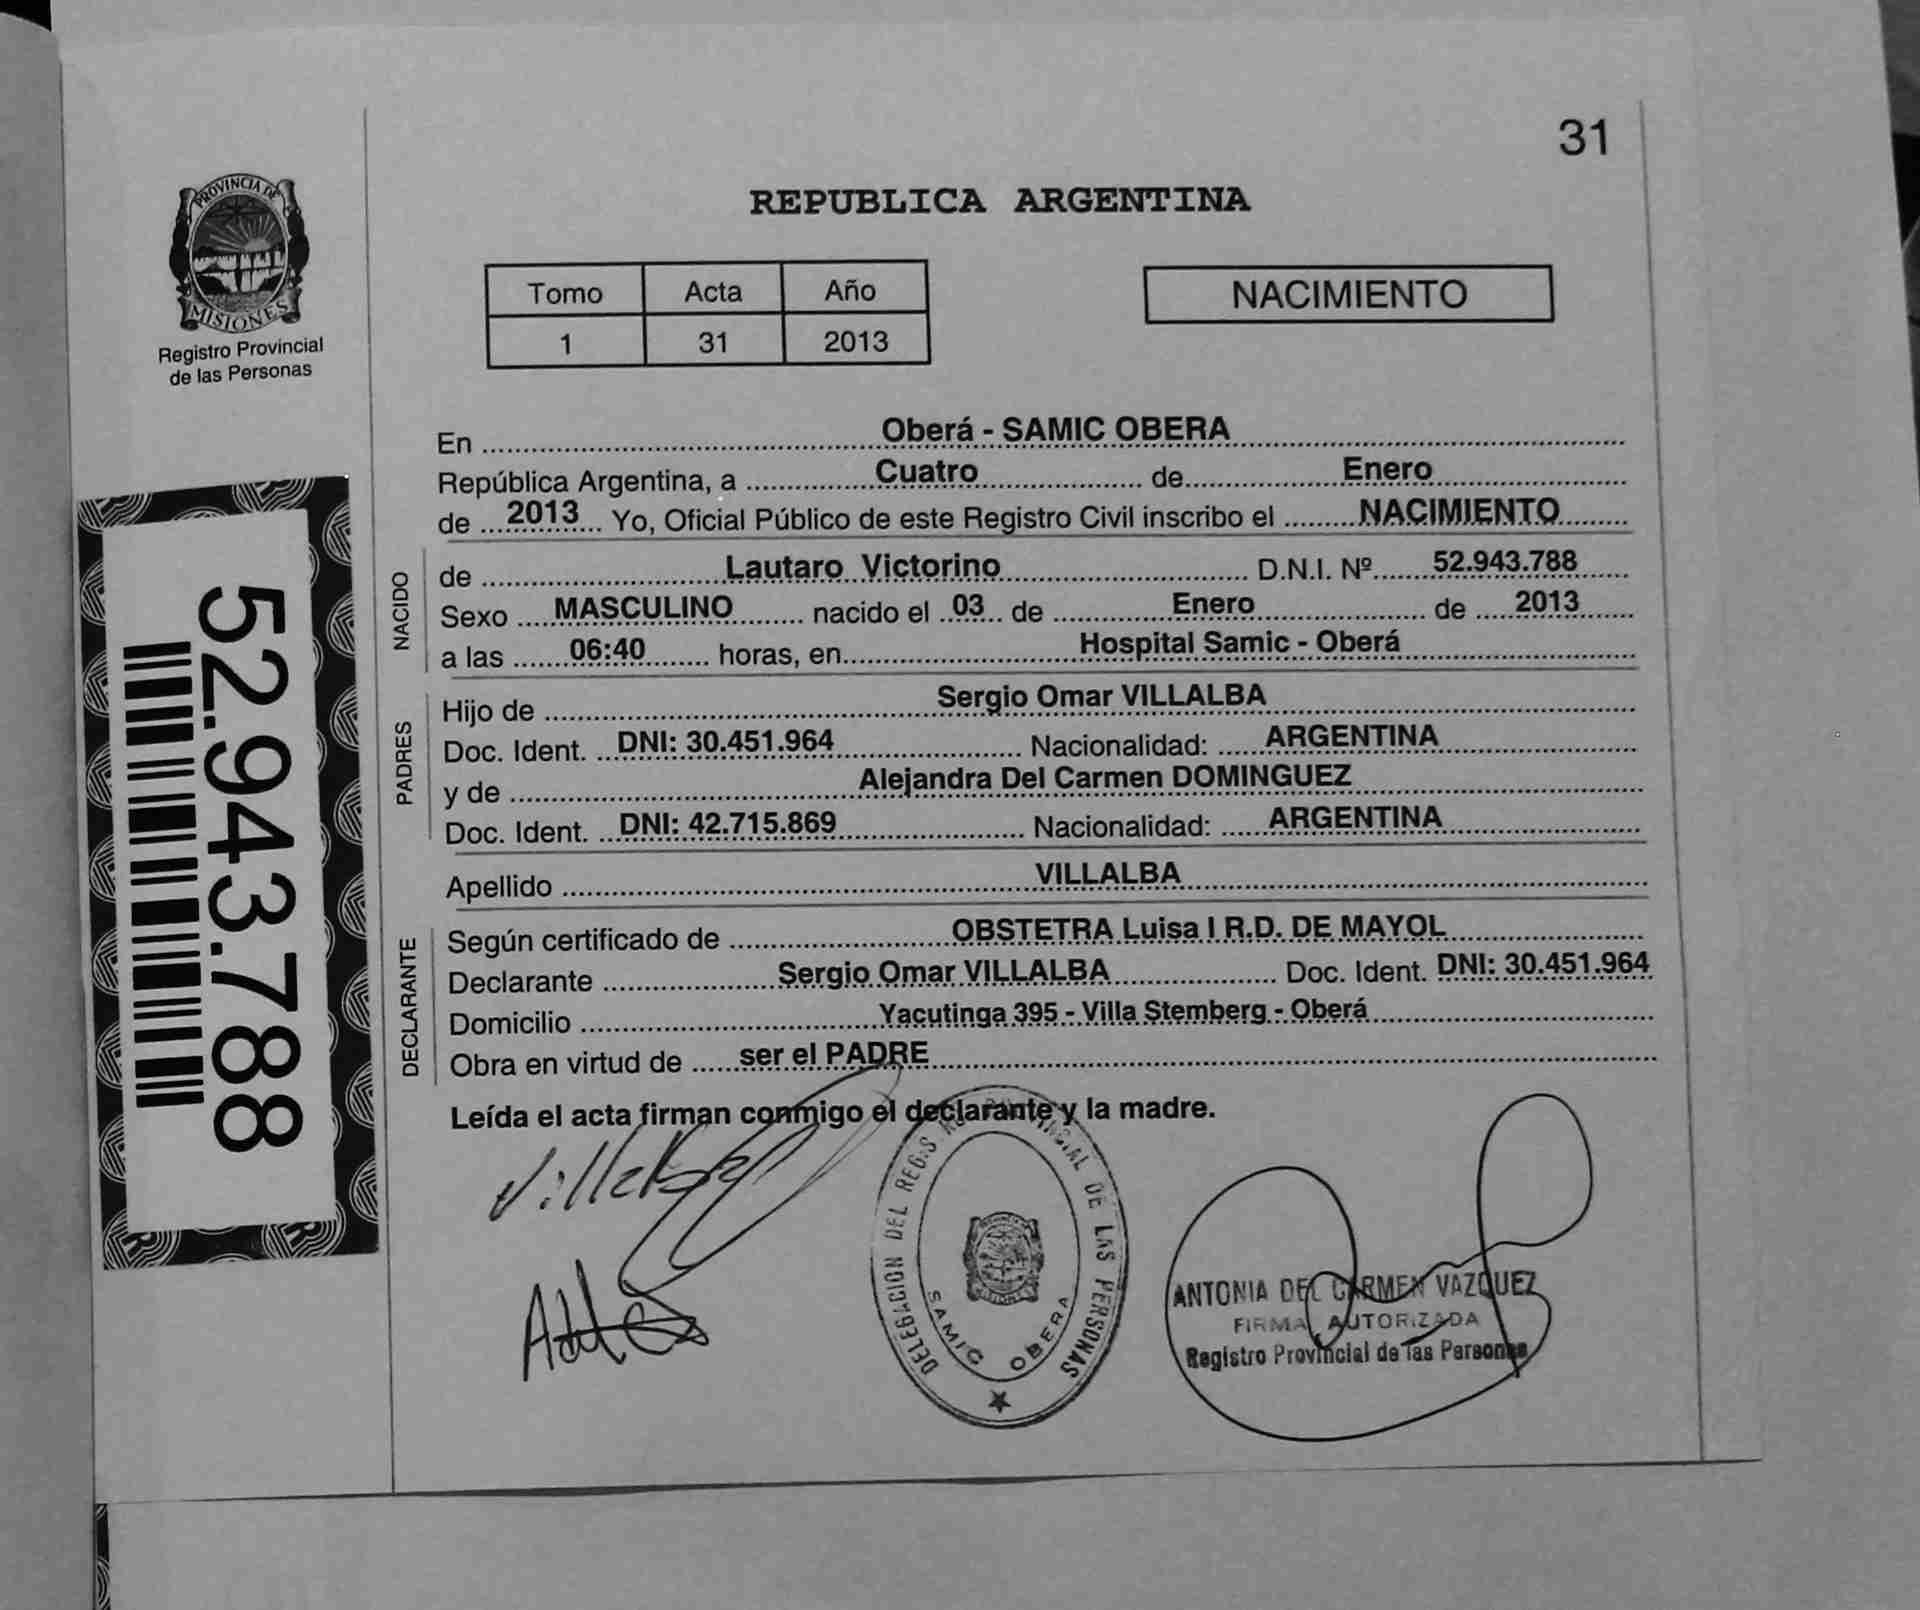 31
PROVINCIA DE
MISIONES
Registro Provincial
de las Personas
REPUBLICA ARGENTINA
Tomo Acta Año
1 31 2013
NACIMIENTO
En Oberá - SAMIC OBERA
República Argentina, a Cuatro de Enero
de 2013 Yo, Oficial Público de este Registro Civil inscribo el NACIMIENTO
NACIDO
de Lautaro Victorino D.N.I. Nº 52.943.788
Sexo MASCULINO nacido el 03 de Enero de 2013
a las 06:40 horas, en Hospital Samic - Oberá
PADRES
Hijo de Sergio Omar VILLALBA
Doc. Ident. DNI: 30.451.964 Nacionalidad: ARGENTINA
y de Alejandra Del Carmen DOMINGUEZ
Doc. Ident. DNI: 42.715.869 Nacionalidad: ARGENTINA
Apellido VILLALBA
DECLARANTE
Según certificado de OBSTETRA Luisa I R.D. DE MAYOL
Declarante Sergio Omar VILLALBA Doc. Ident. DNI: 30.451.964
Domicilio Yacutinga 395 - Villa Stemberg - Oberá
Obra en virtud de ser el PADRE
Leída el acta firman conmigo el declarante y la madre.
52.943.788
Villalba
DELEGACION DEL REGIS PROVINCIAL DE LAS PERSONAS
SAMIC OBERA
ANTONIA DEL CARMEN VAZQUEZ
FIRMA AUTORIZADA
Registro Provincial de las Personas